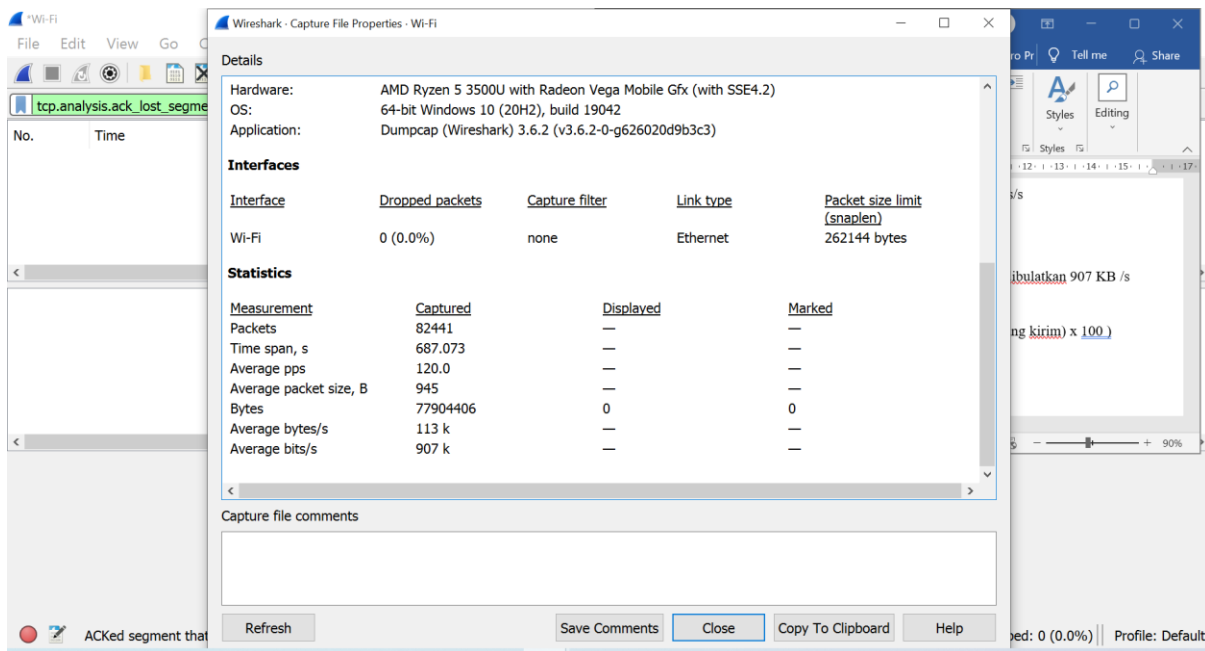 *Wi-Fi
File Edit View Go
tcp.analysis.ack_lost_segme
No. Time
Wireshark · Capture File Properties · Wi-Fi
Details
Hardware: AMD Ryzen 5 3500U with Radeon Vega Mobile Gfx (with SSE4.2)
OS: 64-bit Windows 10 (20H2), build 19042
Application: Dumpcap (Wireshark) 3.6.2 (v3.6.2-0-g626020d9b3c3)
Interfaces
Interface Dropped packets Capture filter Link type Packet size limit
(snaplen)
Wi-Fi 0 (0.0%) none Ethernet 262144 bytes
Statistics
Measurement Captured Displayed Marked
Packets 82441 — —
Time span, s 687.073 — —
Average pps 120.0 — —
Average packet size, B 945 — —
Bytes 77904406 0 0
Average bytes/s 113 k — —
Average bits/s 907 k — —
Capture file comments
Refresh Save Comments Close Copy To Clipboard Help
ACKed segment that
ped: 0 (0.0%) Profile: Default
ro Pr Tell me Share
Styles Editing
Styles
·12· ·13· ·14· ·15· ·17·
s/s
ibulatkan 907 KB /s
ng kirim) x 100 )
90%